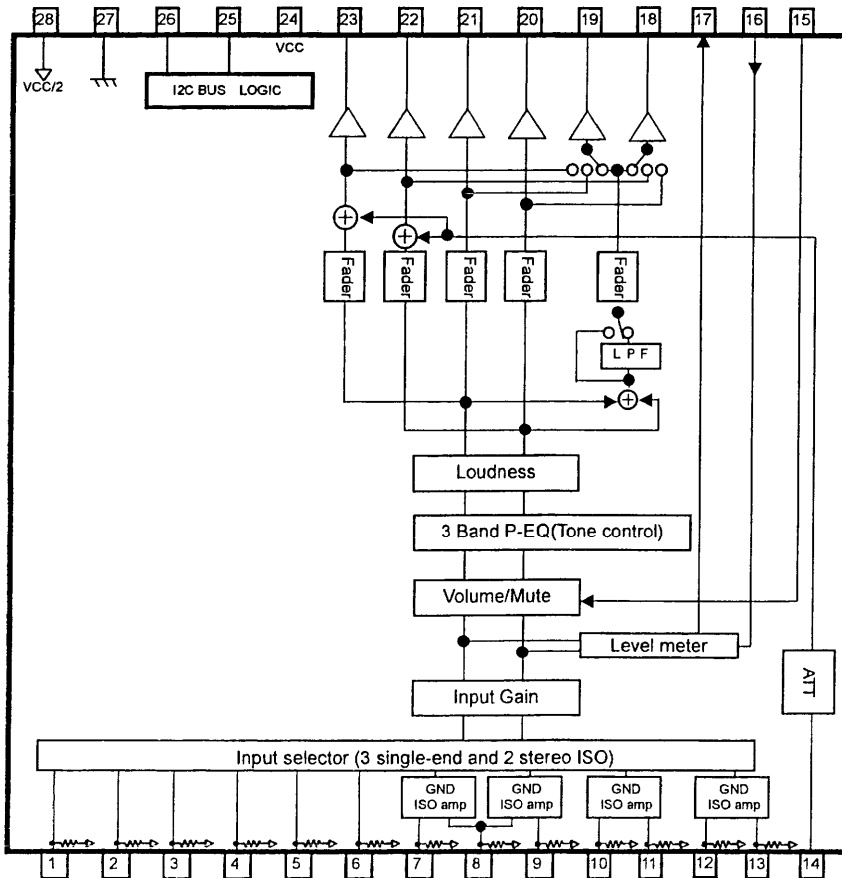 28 27 26 25 24 23 22 21 20 19 18 17 16 15
VCC
VCC/2
I2C BUS LOGIC
Fader Fader Fader Fader Fader
L P F
Loudness
3 Band P-EQ(Tone control)
Volume/Mute
Level meter
ATT
Input Gain
Input selector (3 single-end and 2 stereo ISO)
GND GND GND GND
ISO amp ISO amp ISO amp ISO amp
1 2 3 4 5 6 7 8 9 10 11 12 13 14